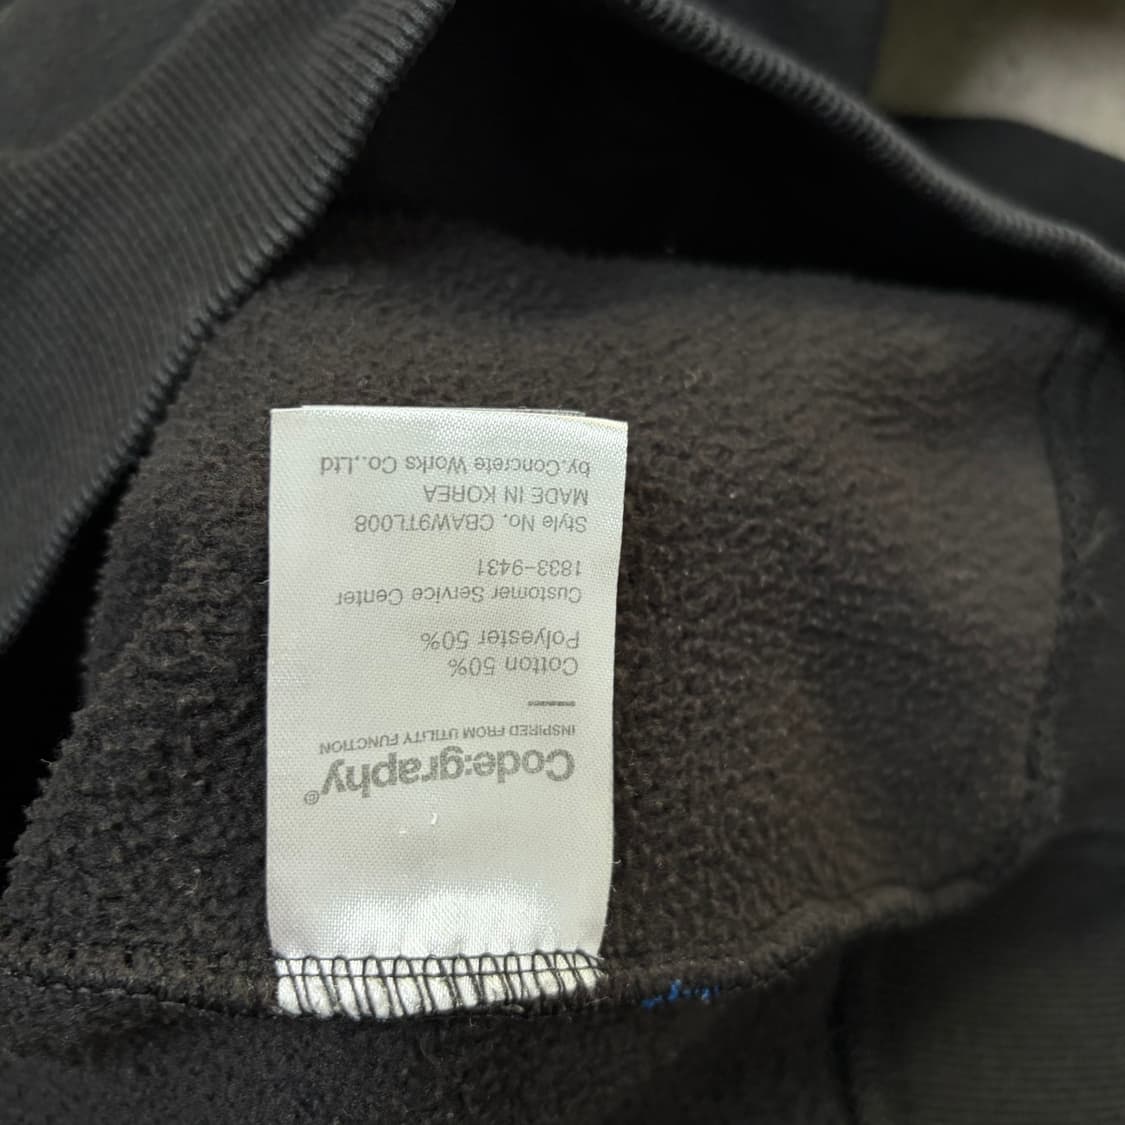 Code:graphy®
INSPIRED FROM UTILITY FUNCTION
Cotton 50%
Polyester 50%
Customer Service Center
1833-9431
Style No. CBAW9TL008
MADE IN KOREA
by.Concrete Works Co.,Ltd